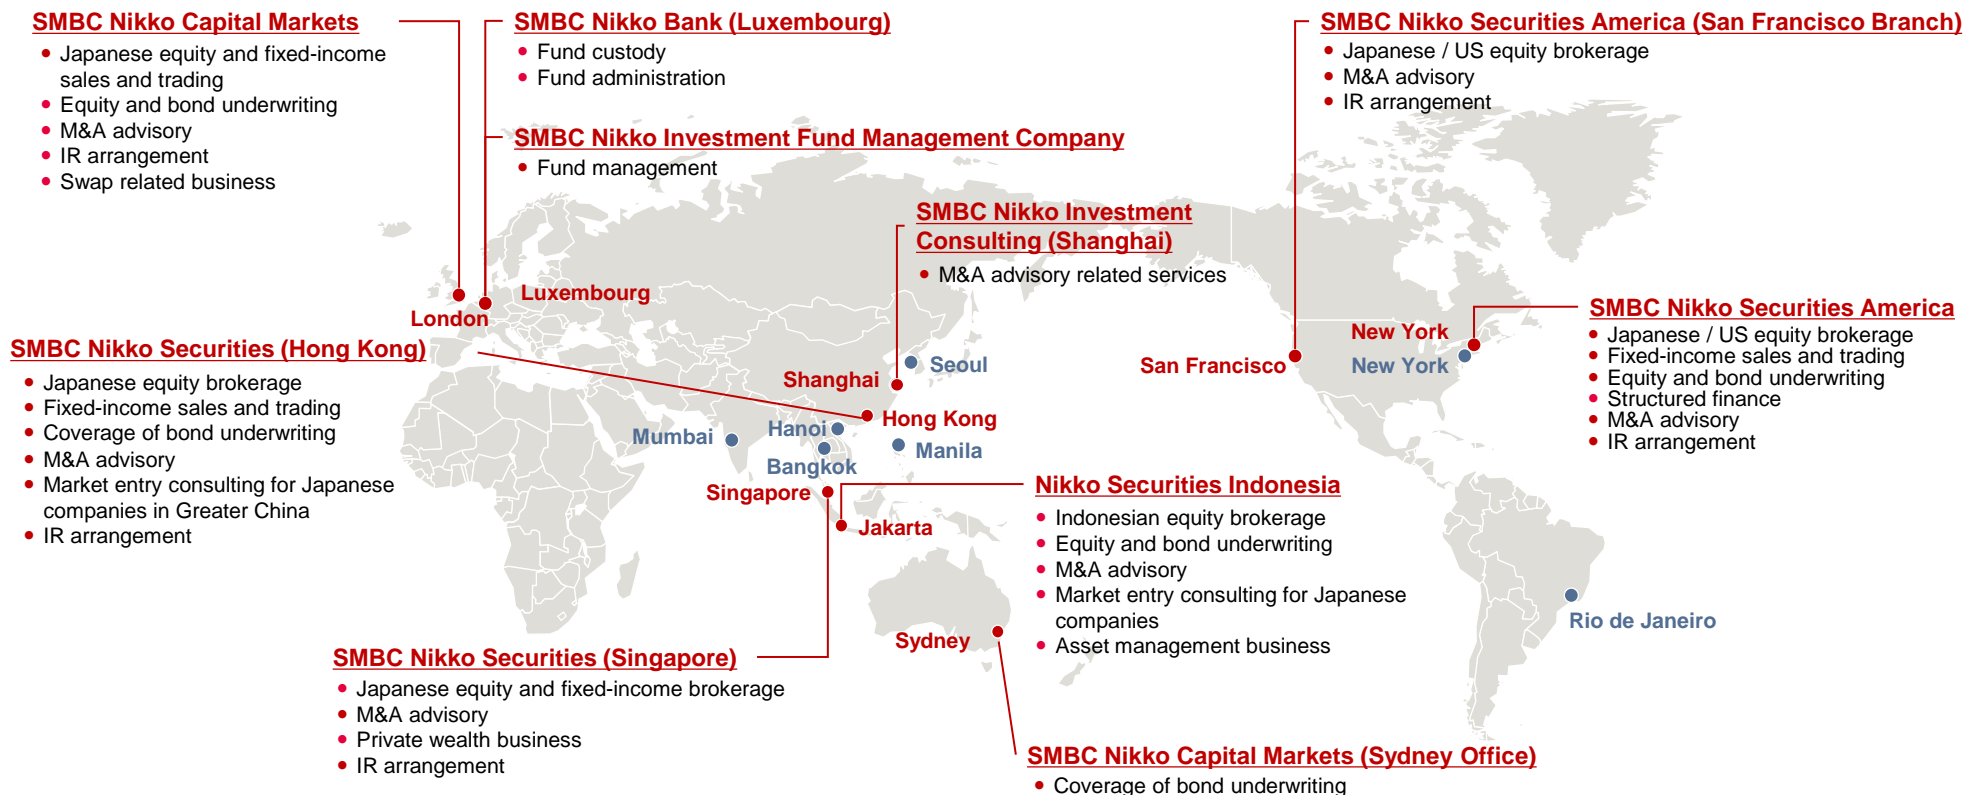 SMBC Nikko Capital Markets
• Japanese equity and fixed-income
sales and trading
• Equity and bond underwriting
• M&A advisory
• IR arrangement
• Swap related business
SMBC Nikko Bank (Luxembourg)
• Fund custody
• Fund administration
SMBC Nikko Investment Fund Management Company
• Fund management
SMBC Nikko Securities America (San Francisco Branch)
• Japanese / US equity brokerage
• M&A advisory
• IR arrangement
SMBC Nikko Investment
Consulting (Shanghai)
• M&A advisory related services
Luxembourg
London
SMBC Nikko Securities America
• Japanese / US equity brokerage
• Fixed-income sales and trading
• Equity and bond underwriting
• Structured finance
• M&A advisory
• IR arrangement
New York
New York
San Francisco
SMBC Nikko Securities (Hong Kong)
• Japanese equity brokerage
• Fixed-income sales and trading
• Coverage of bond underwriting
• M&A advisory
• Market entry consulting for Japanese
companies in Greater China
• IR arrangement
Seoul
Shanghai
Hong Kong
Mumbai
Hanoi
Manila
Bangkok
Singapore
Jakarta
Nikko Securities Indonesia
• Indonesian equity brokerage
• Equity and bond underwriting
• M&A advisory
• Market entry consulting for Japanese
companies
• Asset management business
Rio de Janeiro
Sydney
SMBC Nikko Securities (Singapore)
• Japanese equity and fixed-income brokerage
• M&A advisory
• Private wealth business
• IR arrangement
SMBC Nikko Capital Markets (Sydney Office)
• Coverage of bond underwriting